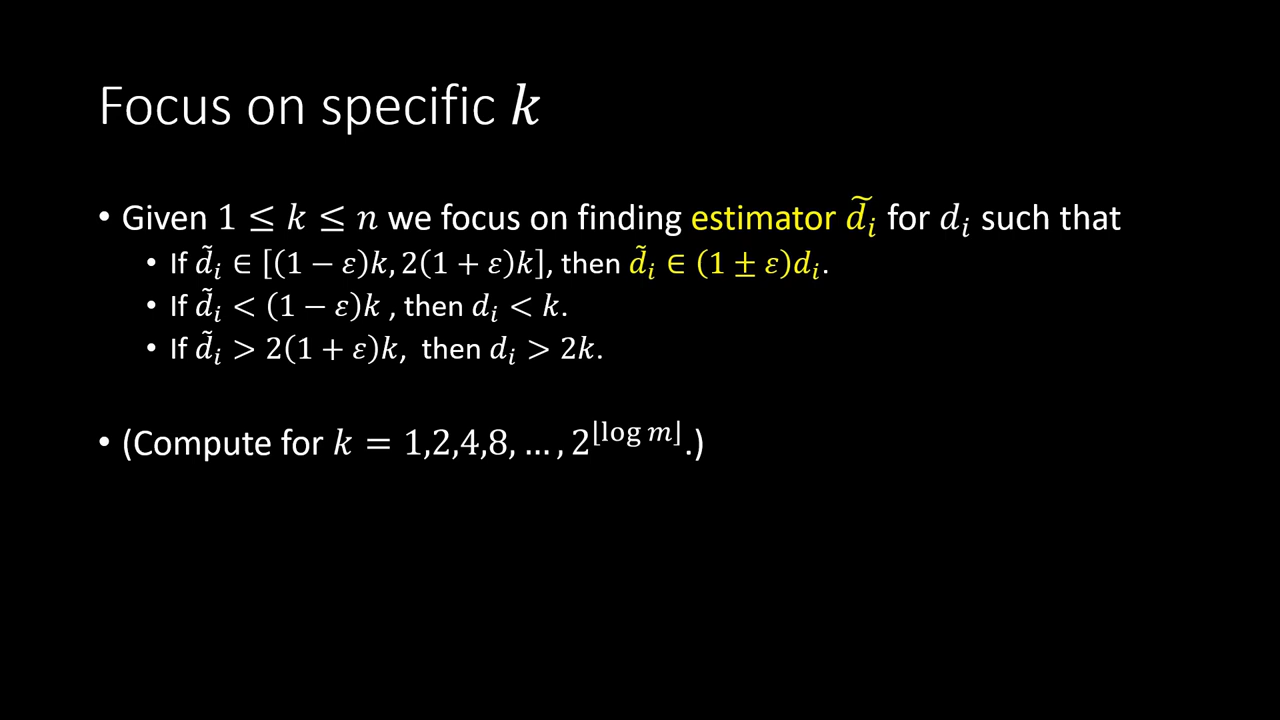 Focus on specific 𝑘
• Given 1 ≤ 𝑘 ≤ 𝑛 we focus on finding estimator 𝑑̃ᵢ for 𝑑ᵢ such that
• If 𝑑̃ᵢ ∈ [(1 − 𝜀)𝑘, 2(1 + 𝜀)𝑘], then 𝑑̃ᵢ ∈ (1 ± 𝜀)𝑑ᵢ.
• If 𝑑̃ᵢ < (1 − 𝜀)𝑘 , then 𝑑ᵢ < 𝑘.
• If 𝑑̃ᵢ > 2(1 + 𝜀)𝑘, then 𝑑ᵢ > 2𝑘.
• (Compute for 𝑘 = 1,2,4,8, … , 2^⌊log 𝑚⌋.)